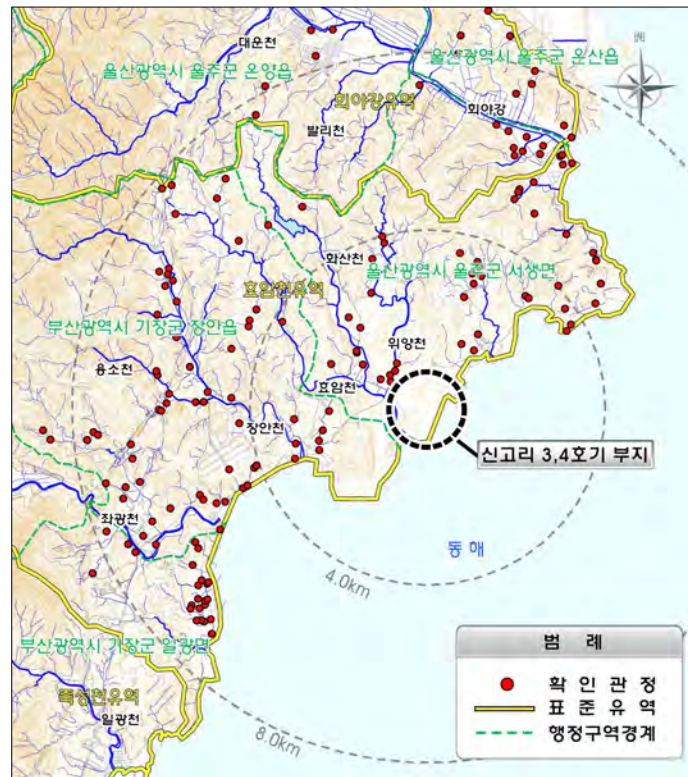 대운천
울산광역시 울주군 온양읍
울산광역시 울주군 온산읍
회야강유역
회야강
발리천
화산천
울산광역시 울주군 서생면
효암천유역
부산광역시 기장군 장안읍
위양천
용소천
효암천
장안천
신고리 3,4호기 부지
좌광천
동 해
4.0km
부산광역시 기장군 일광면
일광천
8.0km
범 례
확 인 관 정
표 준 유 역
행정구역경계